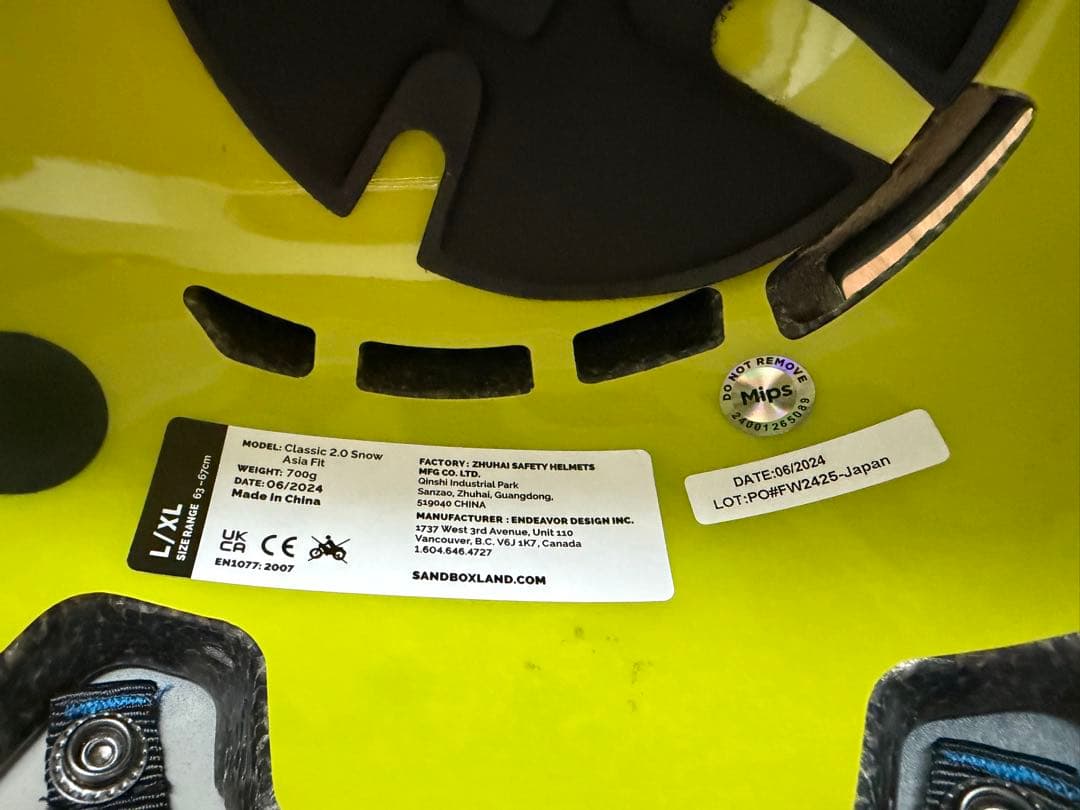 L/XL
SIZE RANGE 63 - 67cm
MODEL: Classic 2.0 Snow
Asia Fit
WEIGHT: 700g
DATE: 06/2024
Made in China
UK
CA CE
EN1077: 2007
FACTORY : ZHUHAI SAFETY HELMETS
MFG CO. LTD.
Qinshi Industrial Park
Sanzao, Zhuhai, Guangdong,
519040 CHINA
MANUFACTURER : ENDEAVOR DESIGN INC.
1737 West 3rd Avenue, Unit 110
Vancouver, B.C. V6J 1K7, Canada
1.604.646.4727
SANDBOXLAND.COM
DO NOT REMOVE
Mips
24001265089
DATE:06/2024
LOT:PO#FW2425-Japan